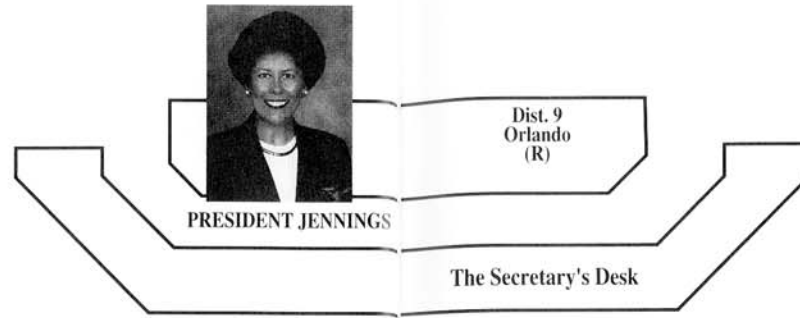 Dist. 9
Orlando
(R)
PRESIDENT JENNINGS
The Secretary's Desk